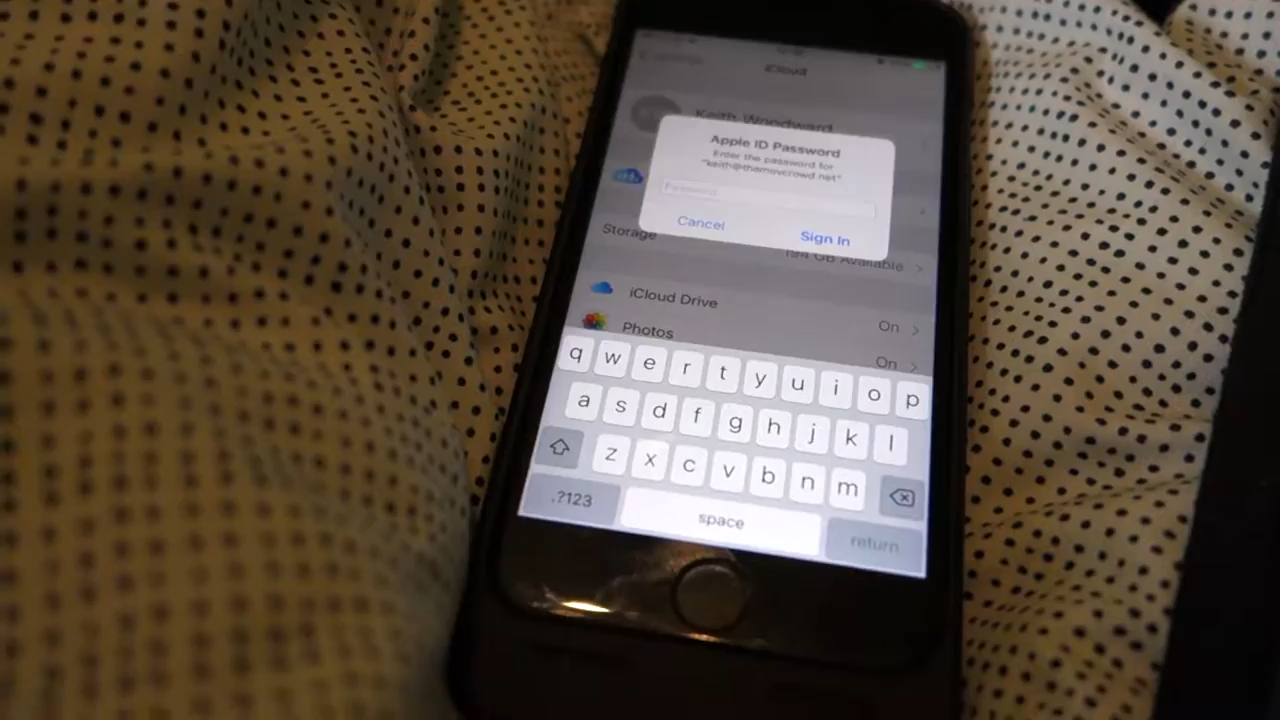 iCloud
Keith Woodward
Apple ID Password
Enter the password for
"keith@themovcrowd.net"
Password
Cancel
Sign In
Storage
194 GB Available
iCloud Drive
On
Photos
On
q w e r t y u i o p
a s d f g h j k l
z x c v b n m
.?123
space
return